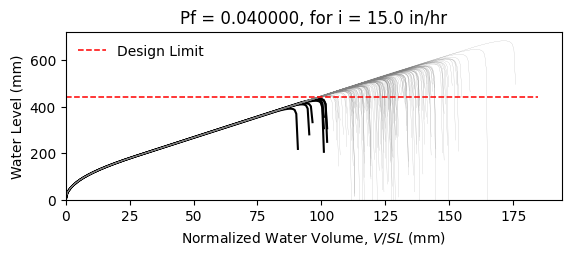 Pf = 0.040000, for i = 15.0 in/hr
Design Limit
Water Level (mm)
600
400
200
0
0 25 50 75 100 125 150 175
Normalized Water Volume, V/SL (mm)